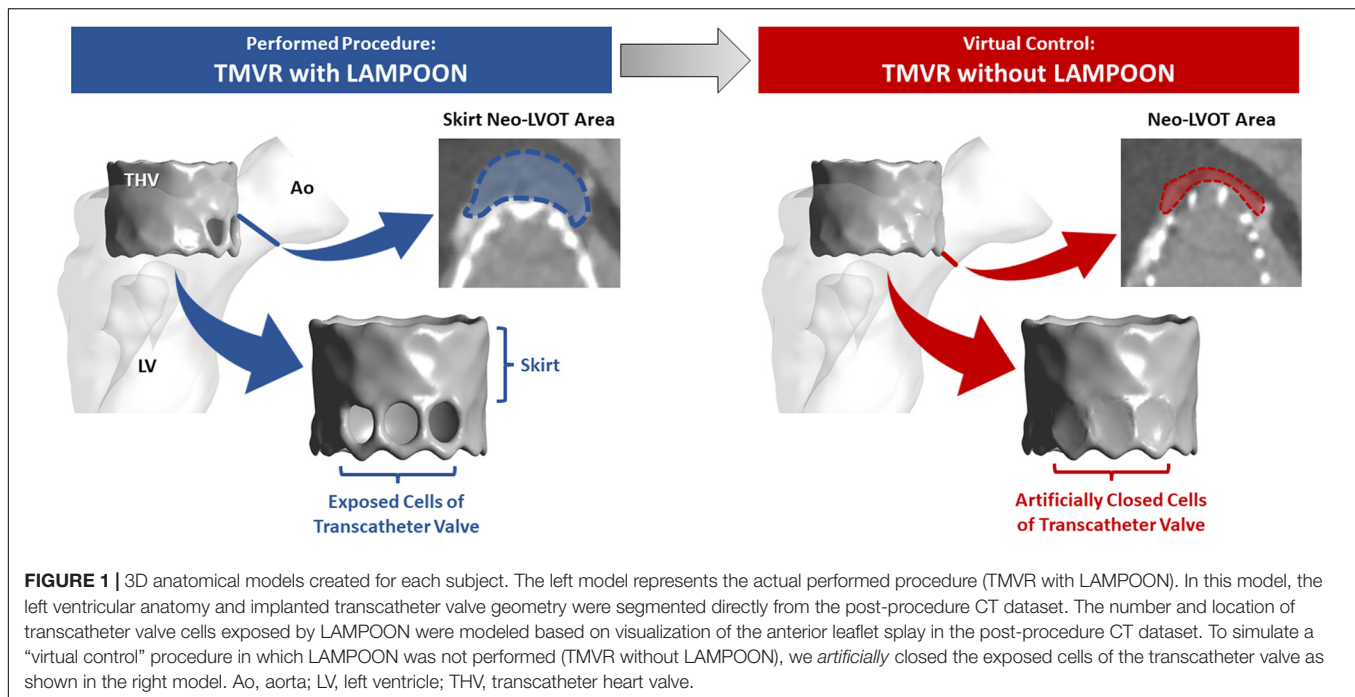 Performed Procedure:
TMVR with LAMPOON
Virtual Control:
TMVR without LAMPOON
Skirt Neo-LVOT Area
THV
Ao
LV
Skirt
Exposed Cells of
Transcatheter Valve
Neo-LVOT Area
Artificially Closed Cells
of Transcatheter Valve
FIGURE 1 | 3D anatomical models created for each subject. The left model represents the actual performed procedure (TMVR with LAMPOON). In this model, the
left ventricular anatomy and implanted transcatheter valve geometry were segmented directly from the post-procedure CT dataset. The number and location of
transcatheter valve cells exposed by LAMPOON were modeled based on visualization of the anterior leaflet splay in the post-procedure CT dataset. To simulate a
“virtual control” procedure in which LAMPOON was not performed (TMVR without LAMPOON), we artificially closed the exposed cells of the transcatheter valve as
shown in the right model. Ao, aorta; LV, left ventricle; THV, transcatheter heart valve.